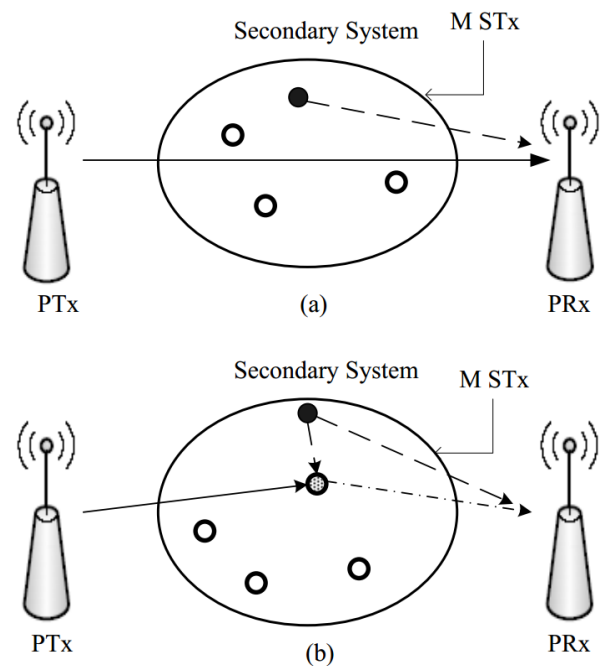 Secondary System
M STx
PTx
PRx
(a)
Secondary System
M STx
PTx
PRx
(b)